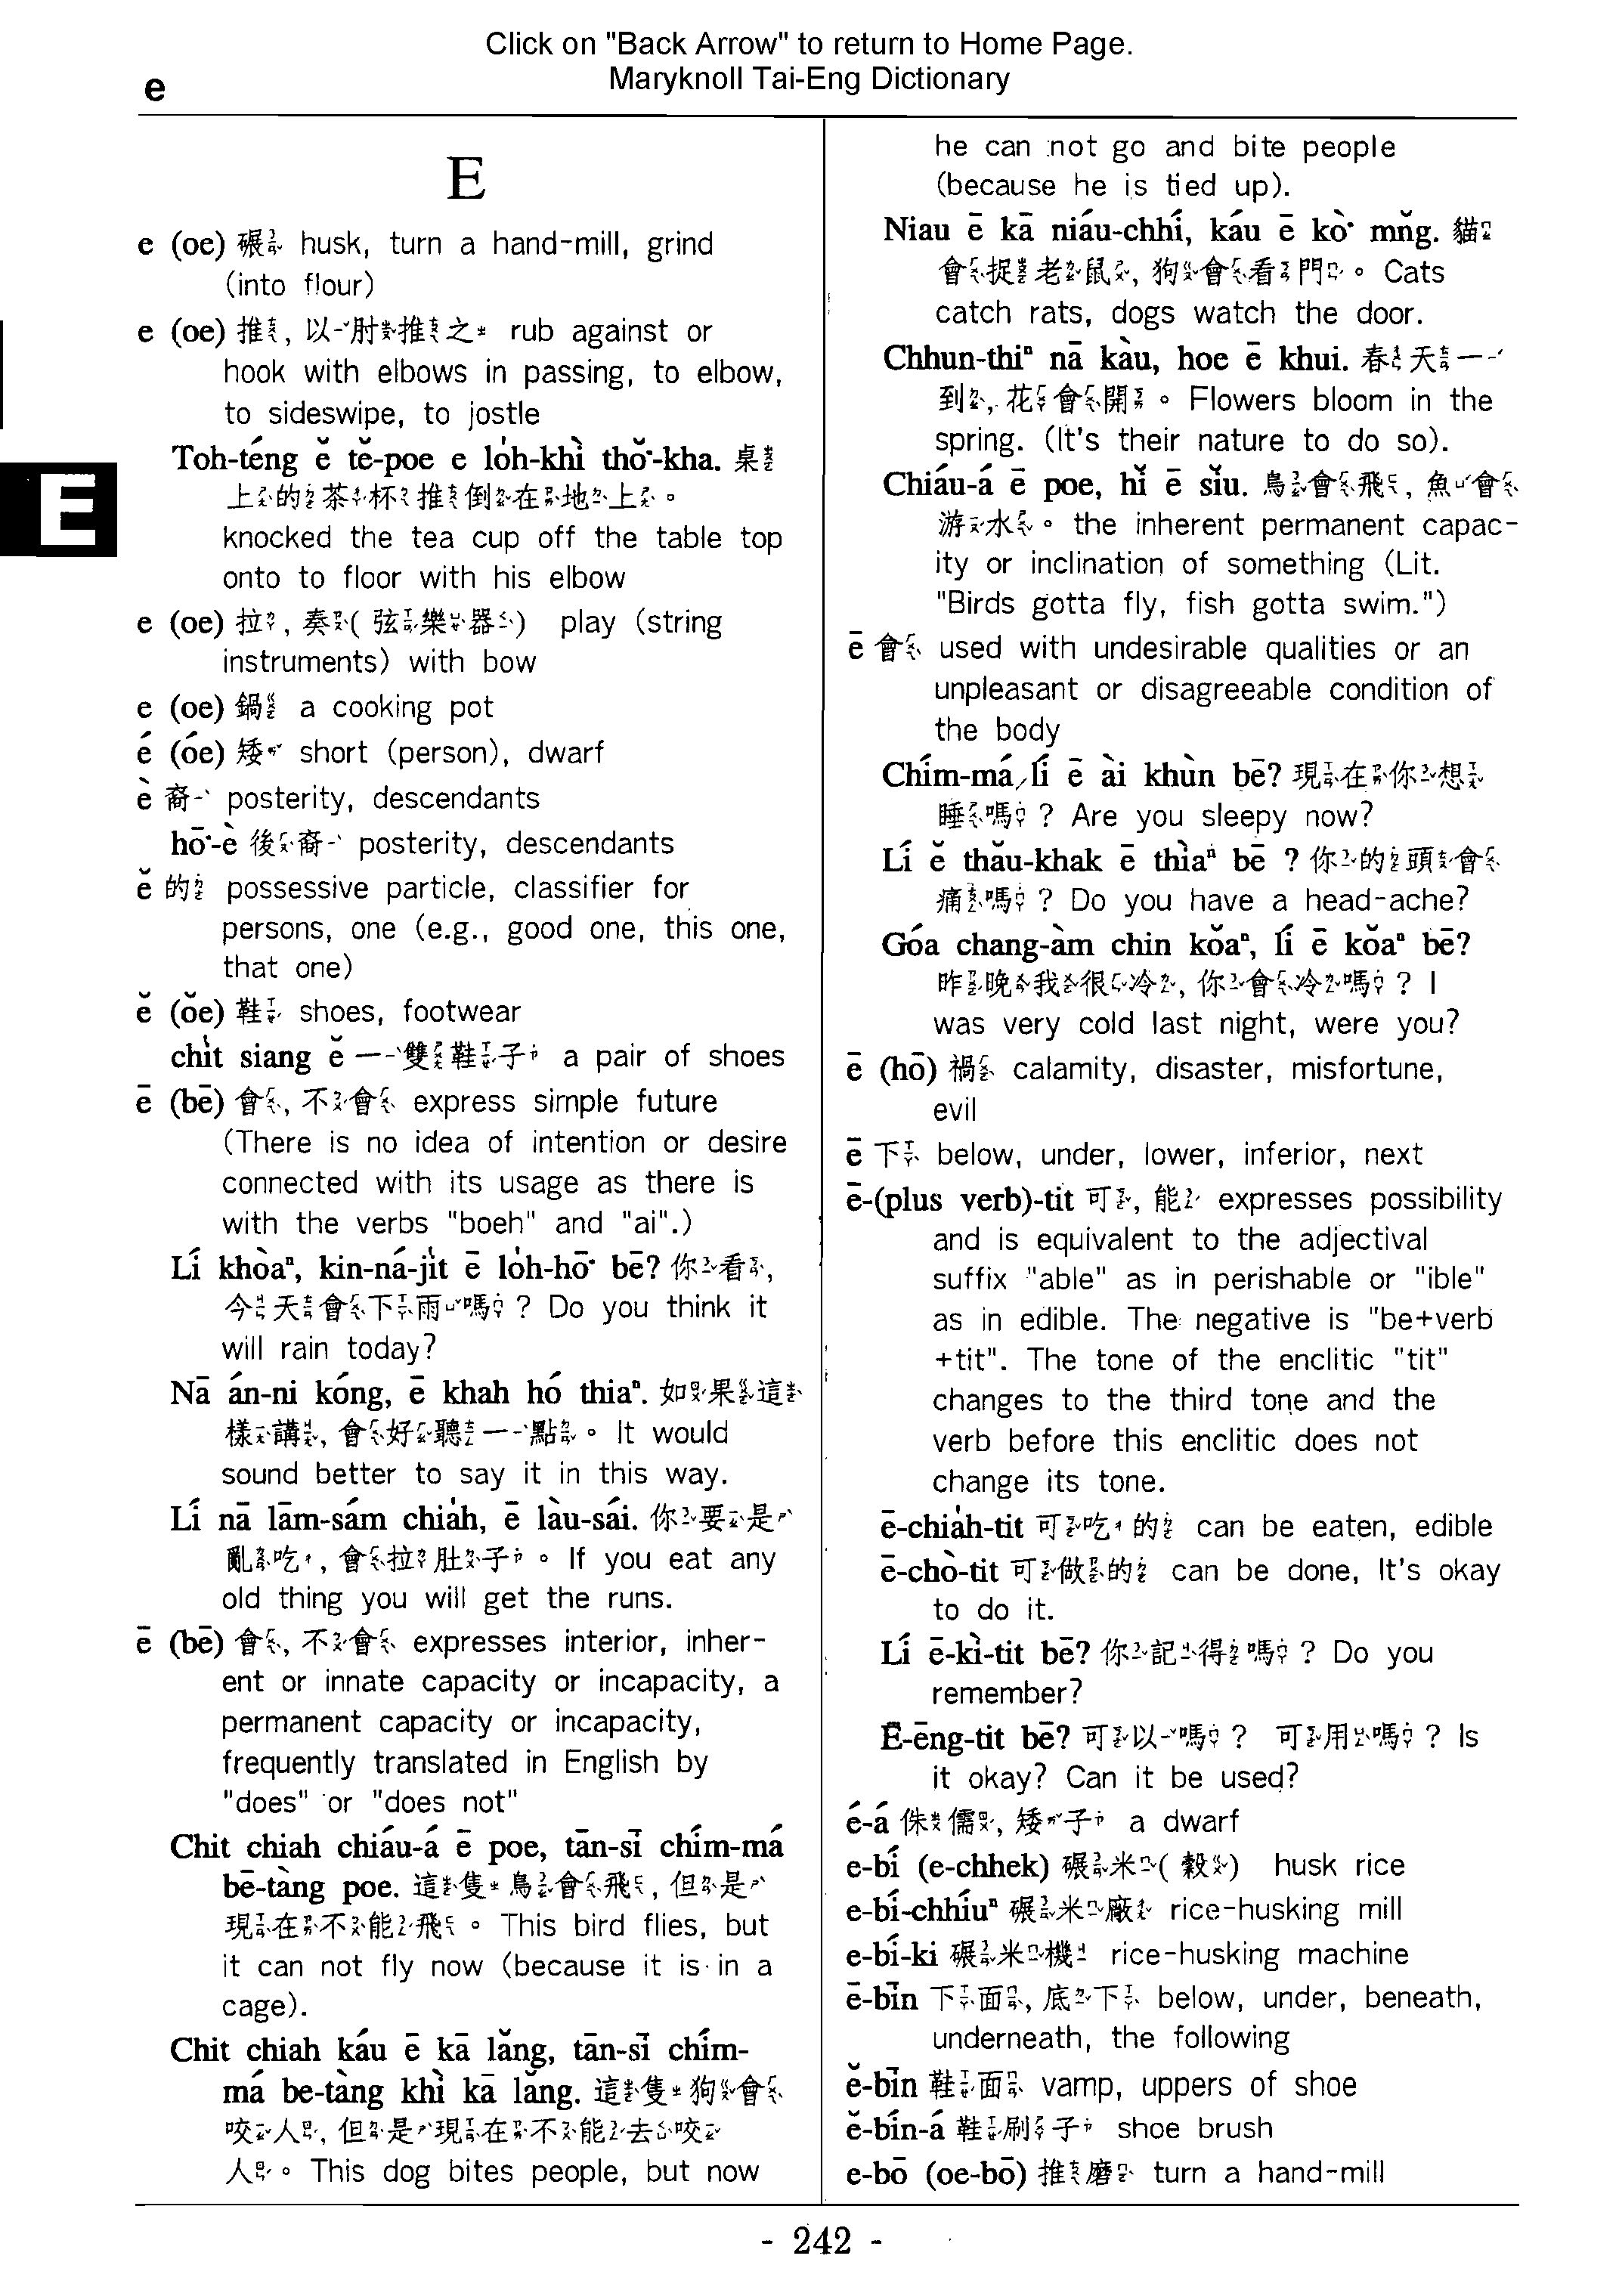 Click on "Back Arrow" to return to Home Page.
Maryknoll Tai-Eng Dictionary
e
E
E
e (oe) 碾 husk, turn a hand-mill, grind
(into flour)
e (oe) 推, 以肘推之 rub against or
hook with elbows in passing, to elbow,
to sideswipe, to jostle
Toh-téng ě tě-poe e lo̍h-khì thǒ͘-kha. 桌
上的茶杯推倒在地上。
knocked the tea cup off the table top
onto to floor with his elbow
e (oe) 拉, 奏(弦樂器) play (string
instruments) with bow
e (oe) 鍋 a cooking pot
é (óe) 矮 short (person), dwarf
è 裔 posterity, descendants
hō͘-è 後裔 posterity, descendants
ě 的 possessive particle, classifier for
persons, one (e.g., good one, this one,
that one)
ě (ǒe) 鞋 shoes, footwear
chi̍t siang ě 一雙鞋子 a pair of shoes
ē (bē) 會, 不會 express simple future
(There is no idea of intention or desire
connected with its usage as there is
with the verbs "boeh" and "ai".)
Lí khòaⁿ, kin-ná-ji̍t ē lo̍h-hō͘ bē? 你看,
今天會下雨嗎? Do you think it
will rain today?
Nā án-ni kóng, ē khah hó thiaⁿ. 如果這
樣講, 會好聽一點。 It would
sound better to say it in this way.
Lí nā lām-sám chia̍h, ē làu-sái. 你要是
亂吃, 會拉肚子。 If you eat any
old thing you will get the runs.
ē (bē) 會, 不會 expresses interior, inher-
ent or innate capacity or incapacity, a
permanent capacity or incapacity,
frequently translated in English by
"does" or "does not"
Chit chiah chiáu-á ē poe, tān-sī chím-má
bē-tàng poe. 這隻鳥會飛, 但是
現在不能飛。 This bird flies, but
it can not fly now (because it is in a
cage).
Chit chiah káu ē kā lǎng, tān-sī chím-
má be-tàng khì kā lǎng. 這隻狗會
咬人, 但是現在不能去咬
人。 This dog bites people, but now
he can not go and bite people
(because he is tied up).
Niau ē kā niáu-chhí, káu ē kò͘ mn̆g. 貓
會捉老鼠, 狗會看門。 Cats
catch rats, dogs watch the door.
Chhun-thiⁿ nā kàu, hoe ē khui. 春天一
到, 花會開。 Flowers bloom in the
spring. (It's their nature to do so).
Chiáu-á ē poe, hǐ ē sǐu. 鳥會飛, 魚會
游水。 the inherent permanent capac-
ity or inclination of something (Lit.
"Birds gotta fly, fish gotta swim.")
ē 會 used with undesirable qualities or an
unpleasant or disagreeable condition of
the body
Chím-má lí ē ài khùn bē? 現在你想
睡嗎? Are you sleepy now?
Lí ě thǎu-khak ē thìaⁿ bē ? 你的頭會
痛嗎? Do you have a head-ache?
Góa chang-àm chin kǒaⁿ, lí ē kǒaⁿ bē?
昨晚我很冷, 你會冷嗎? I
was very cold last night, were you?
ē (hō) 禍 calamity, disaster, misfortune,
evil
ē 下 below, under, lower, inferior, next
ē-(plus verb)-tit 可, 能 expresses possibility
and is equivalent to the adjectival
suffix "able" as in perishable or "ible"
as in edible. The negative is "be+verb
+tit". The tone of the enclitic "tit"
changes to the third tone and the
verb before this enclitic does not
change its tone.
ē-chia̍h-tit 可吃的 can be eaten, edible
ē-chò-tit 可做的 can be done, It's okay
to do it.
Lí ē-kì-tit bē? 你記得嗎? Do you
remember?
Ē-ēng-tit bē? 可以嗎? 可用嗎? Is
it okay? Can it be used?
é-á 侏儒, 矮子 a dwarf
e-bí (e-chhek) 碾米(穀) husk rice
e-bí-chhíuⁿ 碾米廠 rice-husking mill
e-bí-ki 碾米機 rice-husking machine
ē-bīn 下面, 底下 below, under, beneath,
underneath, the following
ě-bīn 鞋面 vamp, uppers of shoe
ě-bín-á 鞋刷子 shoe brush
e-bō (oe-bō) 推磨 turn a hand-mill
- 242 -